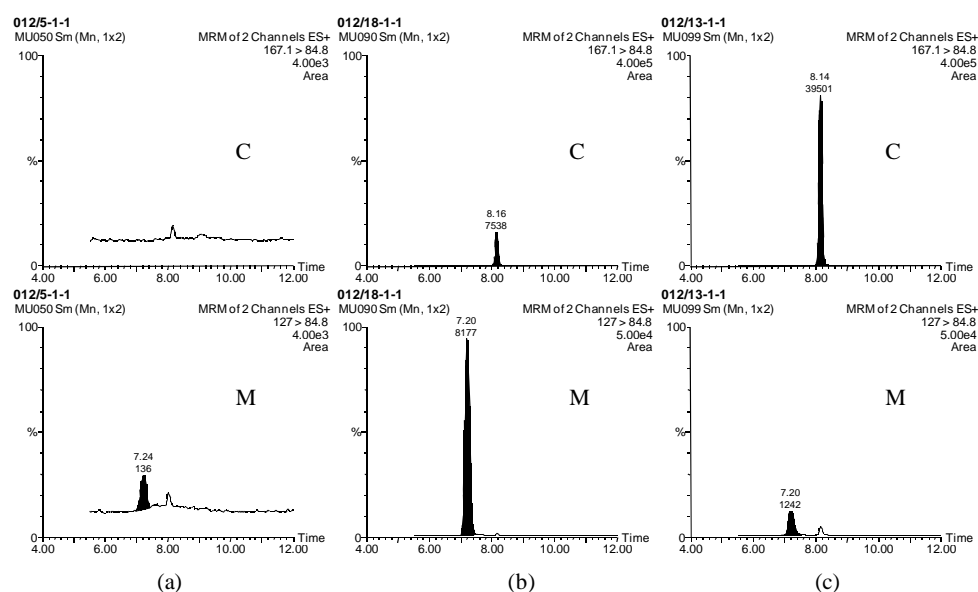 012/5-1-1
MU050 Sm (Mn, 1x2)
MRM of 2 Channels ES+
167.1 > 84.8
4.00e3
Area
100
%
0
C
4.00 6.00 8.00 10.00 12.00
Time
012/18-1-1
MU090 Sm (Mn, 1x2)
MRM of 2 Channels ES+
167.1 > 84.8
4.00e5
Area
100
%
0
8.16
7538
C
4.00 6.00 8.00 10.00 12.00
Time
012/13-1-1
MU099 Sm (Mn, 1x2)
MRM of 2 Channels ES+
167.1 > 84.8
4.00e5
Area
100
%
0
8.14
39501
C
4.00 6.00 8.00 10.00 12.00
Time
012/5-1-1
MU050 Sm (Mn, 1x2)
MRM of 2 Channels ES+
127 > 84.8
4.00e3
Area
100
%
0
7.24
136
M
4.00 6.00 8.00 10.00 12.00
Time
012/18-1-1
MU090 Sm (Mn, 1x2)
MRM of 2 Channels ES+
127 > 84.8
5.00e4
Area
100
%
0
7.20
8177
M
4.00 6.00 8.00 10.00 12.00
Time
012/13-1-1
MU099 Sm (Mn, 1x2)
MRM of 2 Channels ES+
127 > 84.8
5.00e4
Area
100
%
0
7.20
1242
M
4.00 6.00 8.00 10.00 12.00
Time
(a) (b) (c)